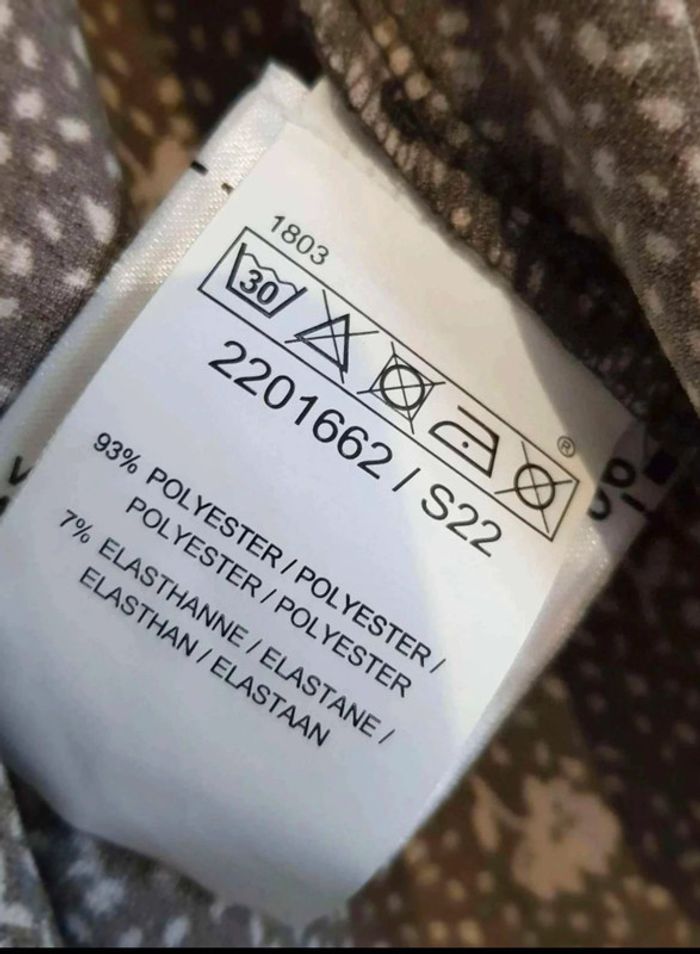 1803
30
2201662 / S22
93% POLYESTER / POLYESTER /
POLYESTER / POLYESTER
7% ELASTHANNE / ELASTANE /
ELASTHAN / ELASTAAN
®